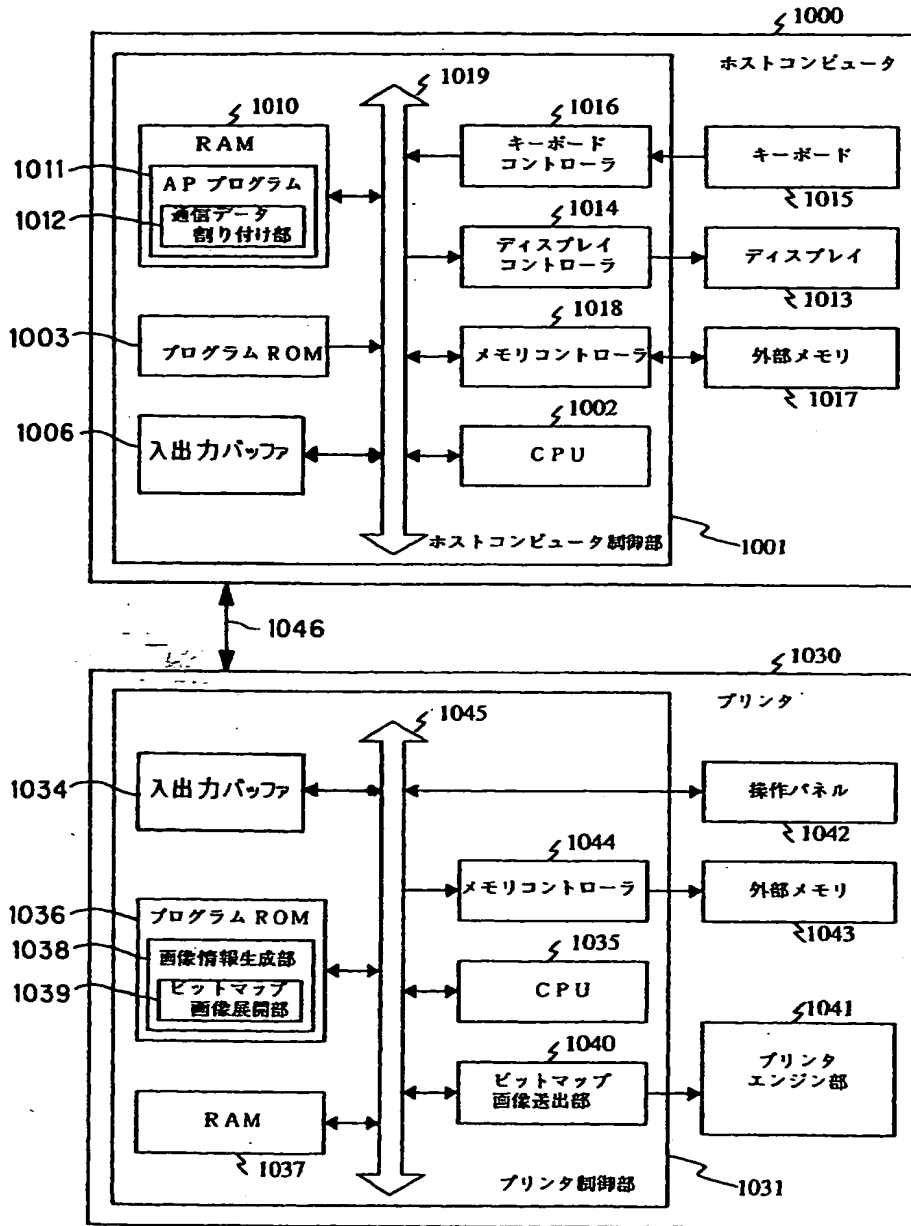 1000
ホストコンピュータ
1019
1010
RAM
1011
APプログラム
1012
通信データ
割り付け部
1016
キーボード
コントローラ
キーボード
1015
1014
ディスプレイ
コントローラ
ディスプレイ
1013
1003
プログラムROM
1018
メモリコントローラ
外部メモリ
1017
1006
入出力バッファ
1002
CPU
ホストコンピュータ制御部
1001
1046
1030
プリンタ
1045
1034
入出力バッファ
操作パネル
1042
1044
メモリコントローラ
外部メモリ
1043
1036
プログラムROM
1038
画像情報生成部
1039
ビットマップ
画像展開部
1035
CPU
1040
ビットマップ
画像送出部
1041
プリンタ
エンジン部
RAM
1037
プリンタ制御部
1031